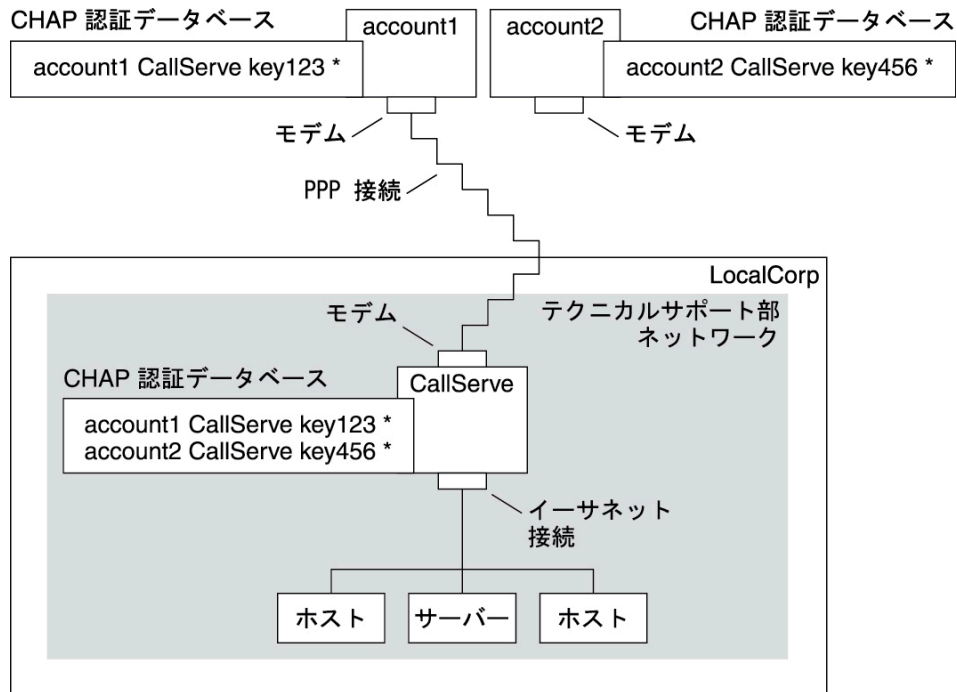 CHAP 認証データベース
account1 CallServe key123 *
account1
account2
CHAP 認証データベース
account2 CallServe key456 *
モデム
モデム
PPP 接続
LocalCorp
テクニカルサポート部
ネットワーク
モデム
CHAP 認証データベース
CallServe
account1 CallServe key123 *
account2 CallServe key456 *
イーサネット
接続
ホスト
サーバー
ホスト